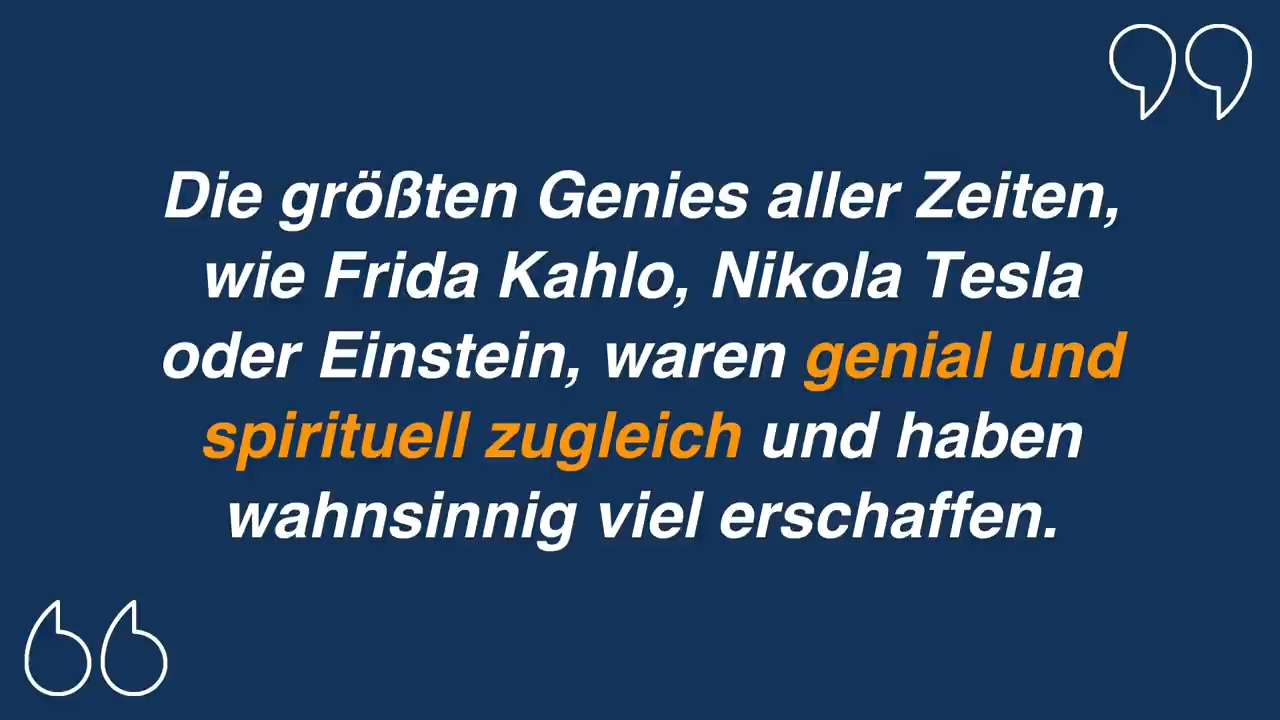 Die größten Genies aller Zeiten,
wie Frida Kahlo, Nikola Tesla
oder Einstein, waren genial und
spirituell zugleich und haben
wahnsinnig viel erschaffen.